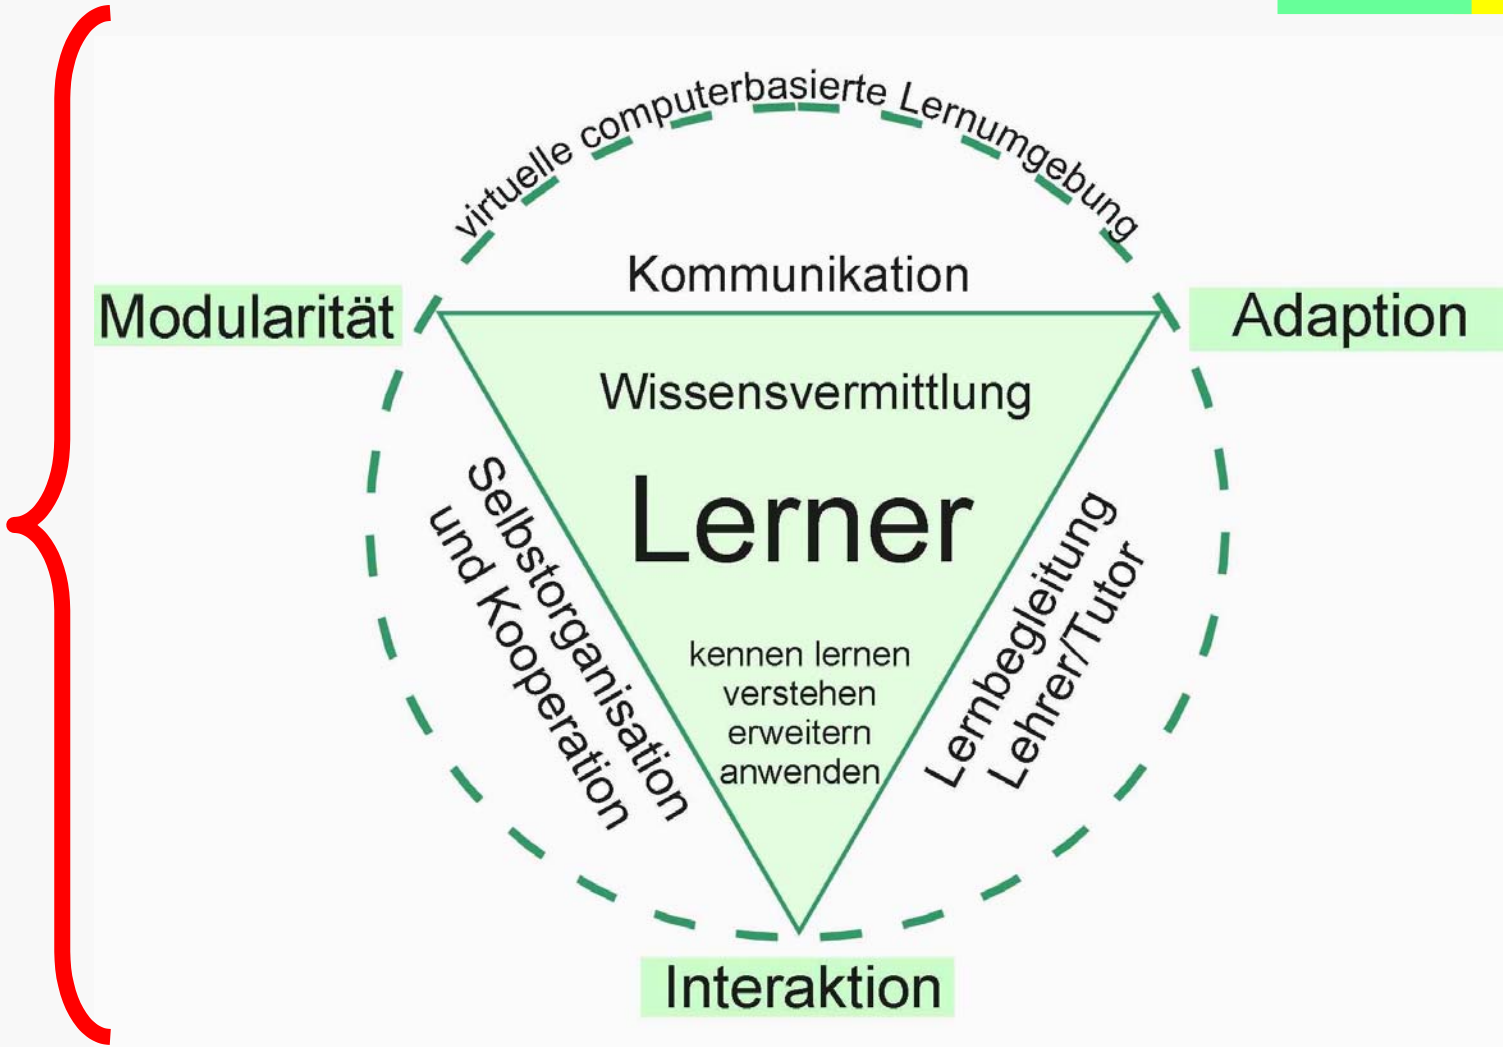 virtuelle computerbasierte Lernumgebung
Kommunikation
Modularität
Adaption
Wissensvermittlung
Lerner
Selbstorganisation
und Kooperation
Lernbegleitung
Lehrer/Tutor
kennen lernen
verstehen
erweitern
anwenden
Interaktion